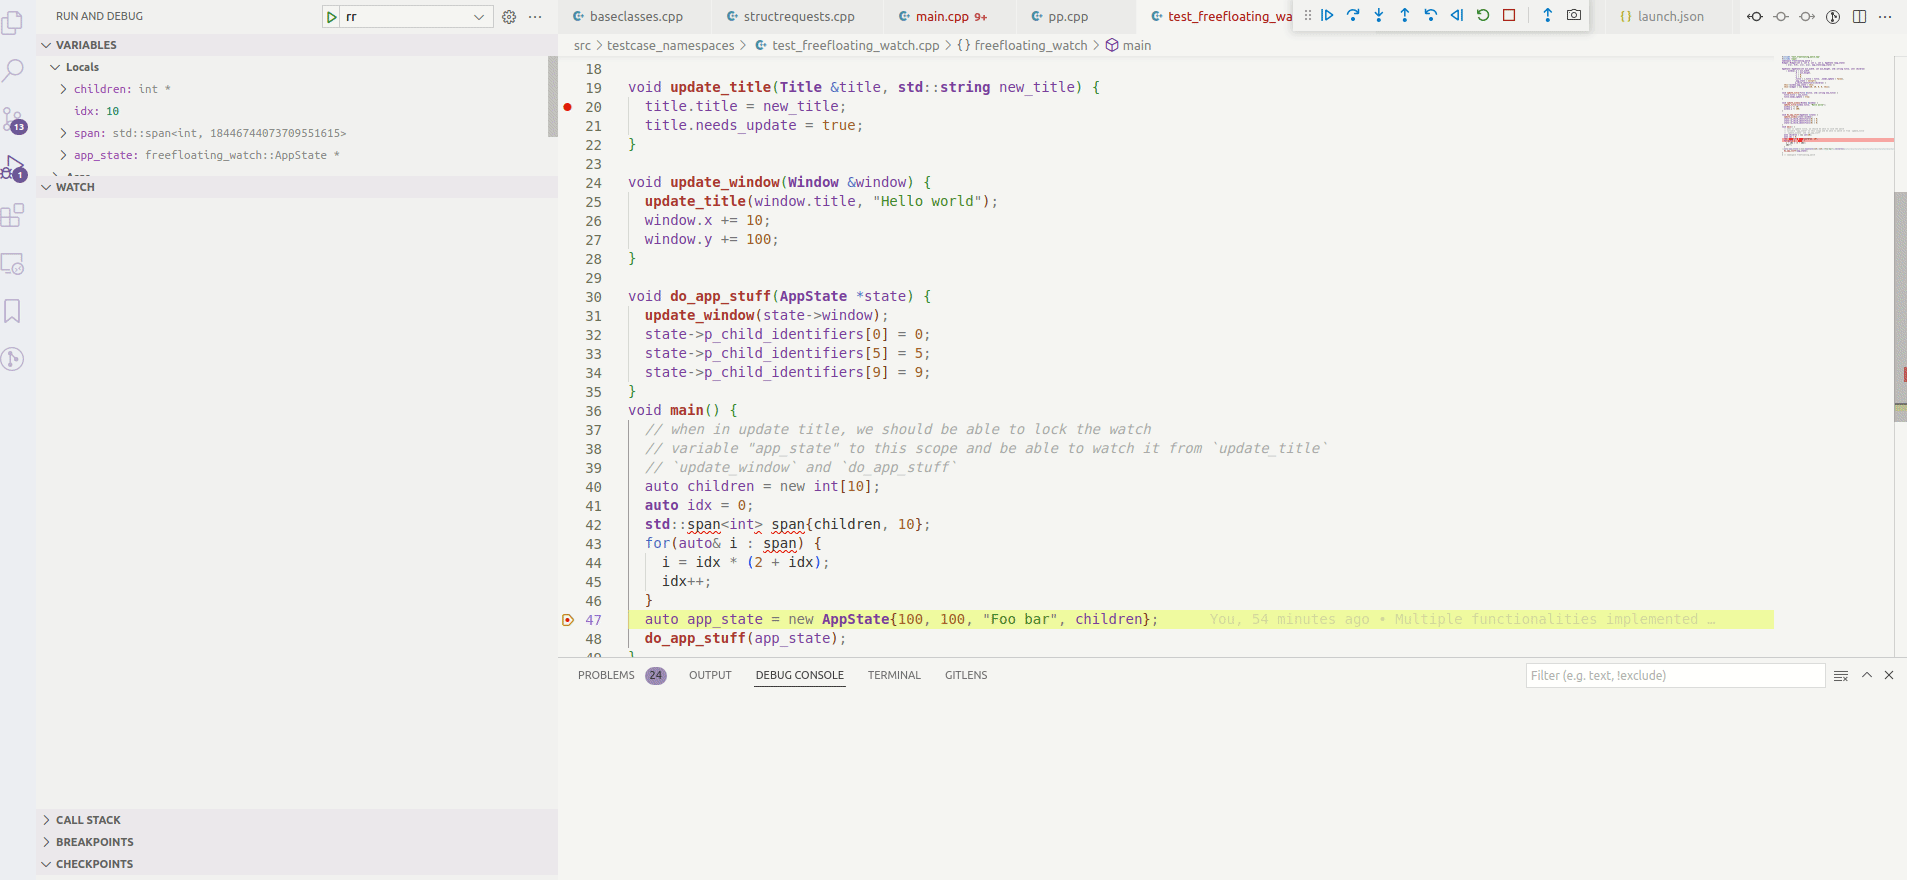 RUN AND DEBUG
rr
baseclasses.cpp
structrequests.cpp
main.cpp 9+
pp.cpp
test_freefloating_wa
launch.json
VARIABLES
Locals
children: int *
idx: 10
span: std::span<int, 18446744073709551615>
app_state: freefloating_watch::AppState *
WATCH
13
1
CALL STACK
BREAKPOINTS
CHECKPOINTS
src > testcase_namespaces > test_freefloating_watch.cpp > {} freefloating_watch > main
18
19 void update_title(Title &title, std::string new_title) {
20 title.title = new_title;
21 title.needs_update = true;
22 }
23
24 void update_window(Window &window) {
25 update_title(window.title, "Hello world");
26 window.x += 10;
27 window.y += 100;
28 }
29
30 void do_app_stuff(AppState *state) {
31 update_window(state->window);
32 state->p_child_identifiers[0] = 0;
33 state->p_child_identifiers[5] = 5;
34 state->p_child_identifiers[9] = 9;
35 }
36 void main() {
37 // when in update title, we should be able to lock the watch
38 // variable "app_state" to this scope and be able to watch it from `update_title`
39 // `update_window` and `do_app_stuff`
40 auto children = new int[10];
41 auto idx = 0;
42 std::span<int> span{children, 10};
43 for(auto& i : span) {
44 i = idx * (2 + idx);
45 idx++;
46 }
47 auto app_state = new AppState{100, 100, "Foo bar", children}; You, 54 minutes ago • Multiple functionalities implemented …
48 do_app_stuff(app_state);
PROBLEMS 24 OUTPUT DEBUG CONSOLE TERMINAL GITLENS
Filter (e.g. text, !exclude)